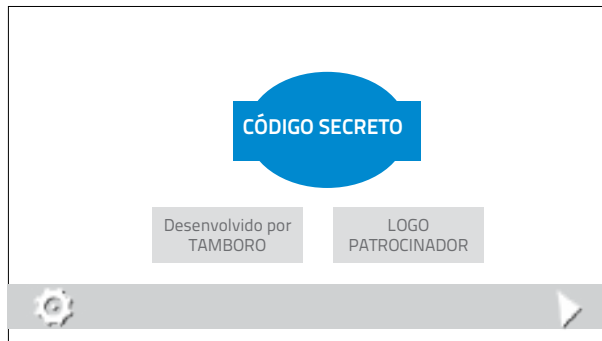 CÓDIGO SECRETO
Desenvolvido por
TAMBORO
LOGO
PATROCINADOR